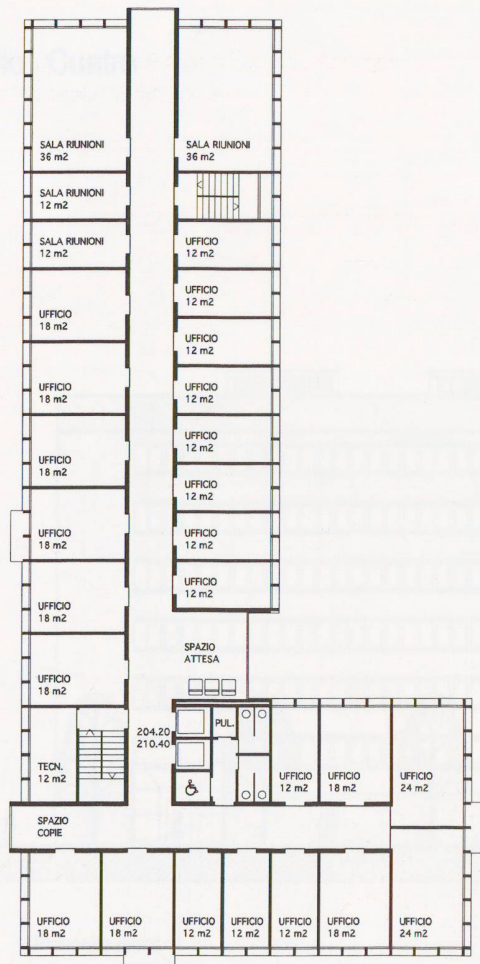 SALA RIUNIONI
36 m2
SALA RIUNIONI
36 m2
SALA RIUNIONI
12 m2
SALA RIUNIONI
12 m2
UFFICIO
12 m2
UFFICIO
18 m2
UFFICIO
12 m2
UFFICIO
12 m2
UFFICIO
18 m2
UFFICIO
12 m2
UFFICIO
18 m2
UFFICIO
12 m2
UFFICIO
18 m2
UFFICIO
12 m2
UFFICIO
12 m2
UFFICIO
18 m2
UFFICIO
12 m2
UFFICIO
18 m2
SPAZIO
ATTESA
204.20
210.40
PUL.
TECN.
12 m2
UFFICIO
12 m2
UFFICIO
18 m2
UFFICIO
24 m2
SPAZIO
COPIE
UFFICIO
18 m2
UFFICIO
18 m2
UFFICIO
12 m2
UFFICIO
12 m2
UFFICIO
12 m2
UFFICIO
18 m2
UFFICIO
24 m2